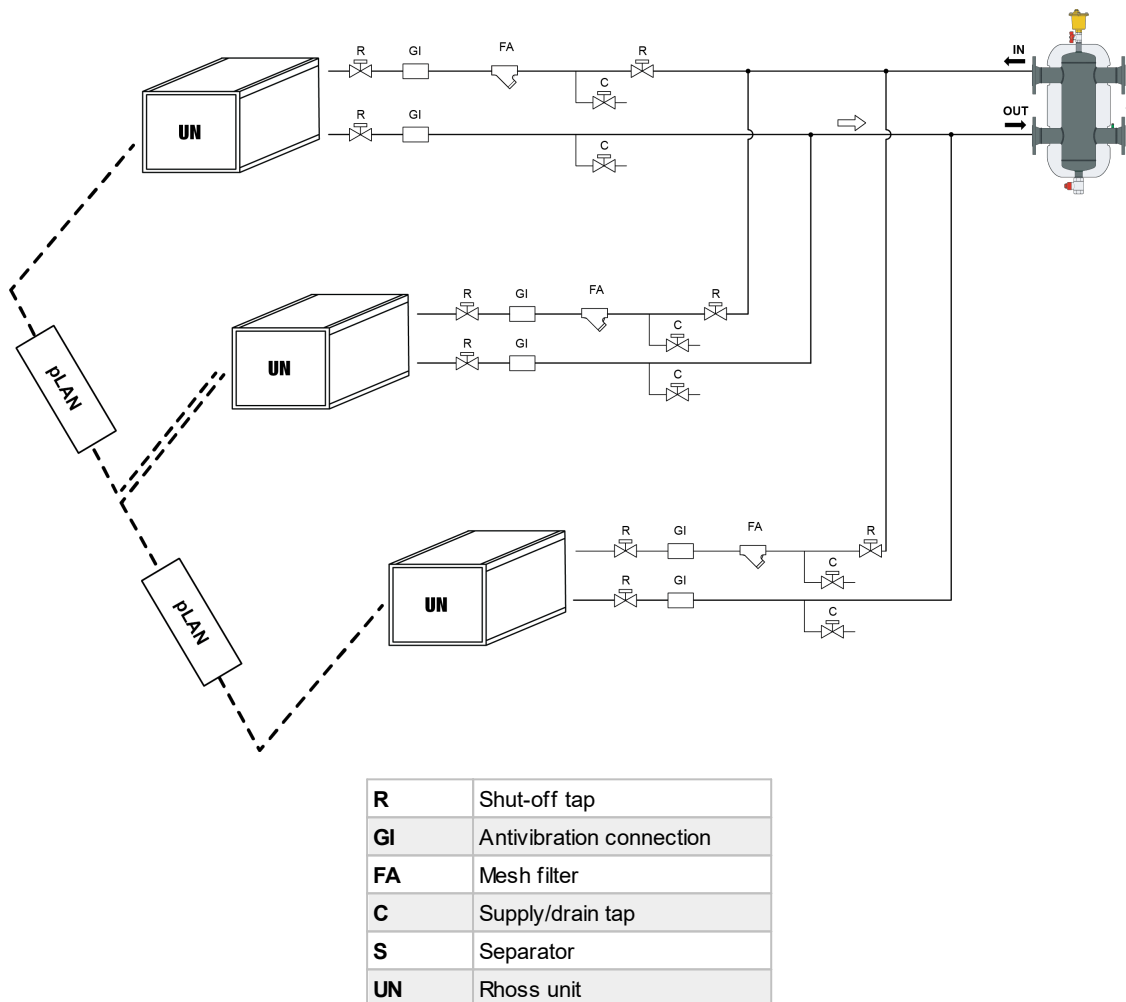 R GI FA R IN
C
OUT
R GI C
UN
R GI FA R
C
R GI C
UN
pLAN
R GI FA R
C
R GI C
UN
pLAN
R Shut-off tap
GI Antivibration connection
FA Mesh filter
C Supply/drain tap
S Separator
UN Rhoss unit